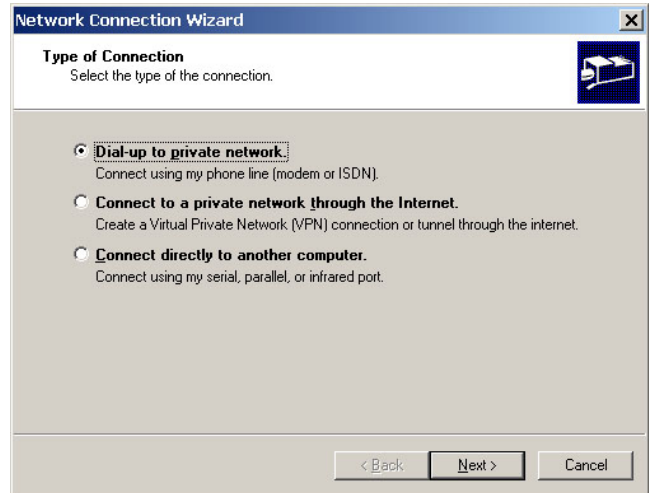 Network Connection Wizard
Type of Connection
Select the type of the connection.
Dial-up to private network.
Connect using my phone line (modem or ISDN).
Connect to a private network through the Internet.
Create a Virtual Private Network (VPN) connection or tunnel through the internet.
Connect directly to another computer.
Connect using my serial, parallel, or infrared port.
< Back Next > Cancel